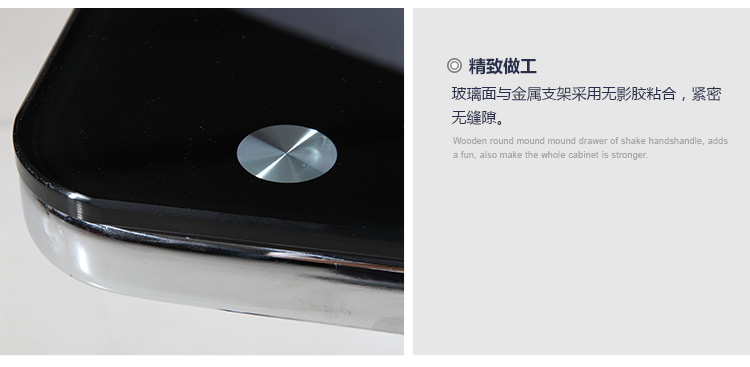 精致做工
玻璃面与金属支架采用无影胶粘合，紧密
无缝隙。
Wooden round mound mound drawer of shake handshandle, adds
a fun, also make the whole cabinet is stronger.